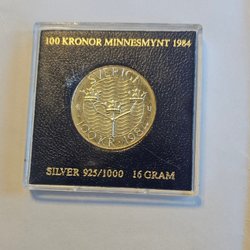 100 KRONOR MINNESMYNT 1984
SVERIGE
100 KR · 1984
SILVER 925/1000 16 GRAM